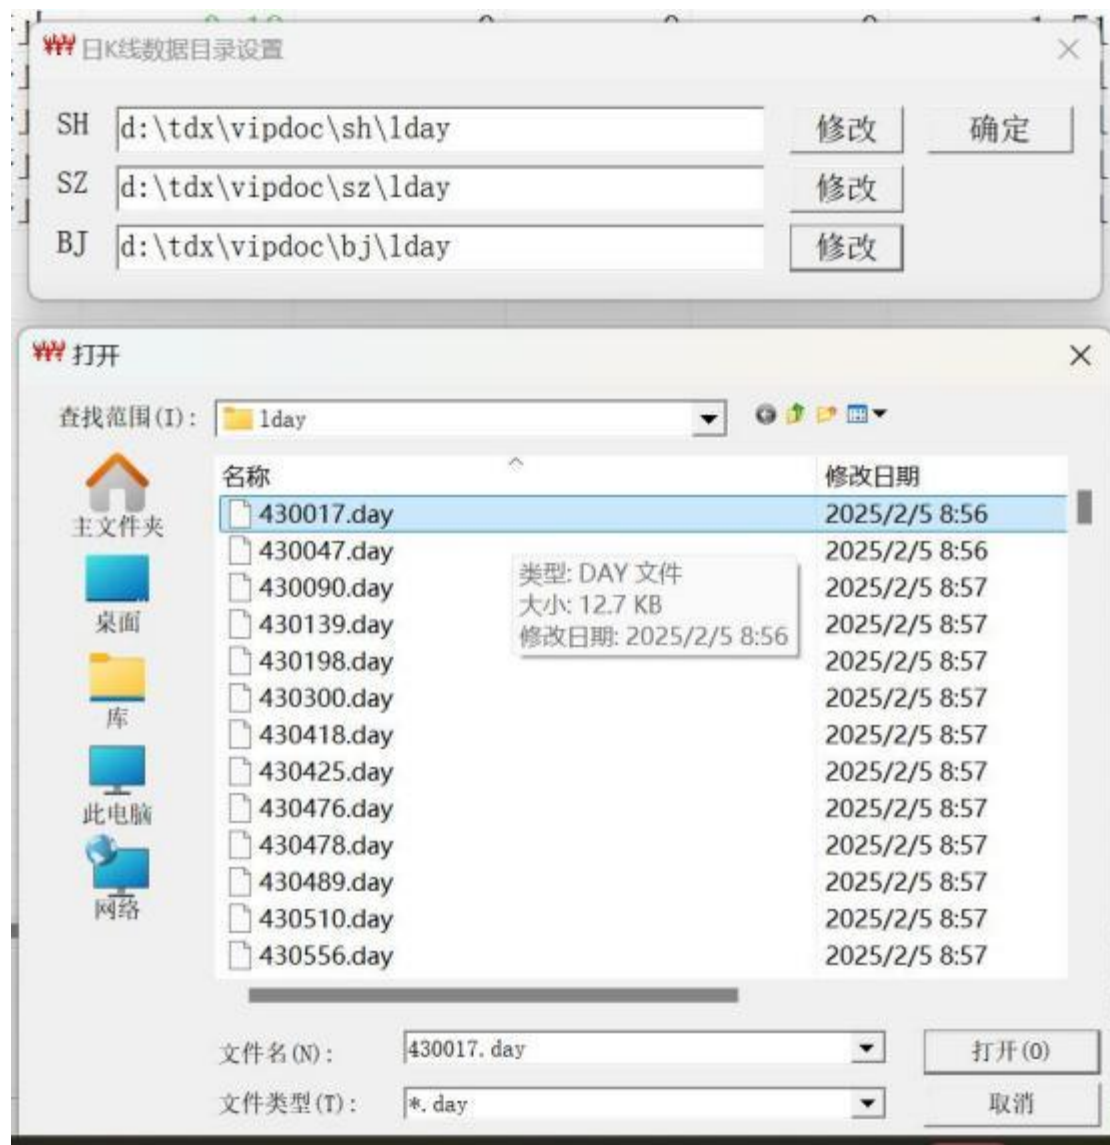 日K线数据目录设置
SH d:\tdx\vipdoc\sh\lday 修改 确定
SZ d:\tdx\vipdoc\sz\lday 修改
BJ d:\tdx\vipdoc\bj\lday 修改
打开
查找范围(I): lday
名称 修改日期
430017.day 2025/2/5 8:56
430047.day 2025/2/5 8:56
430090.day 2025/2/5 8:57
430139.day 2025/2/5 8:57
430198.day 2025/2/5 8:57
430300.day 2025/2/5 8:57
430418.day 2025/2/5 8:57
430425.day 2025/2/5 8:57
430476.day 2025/2/5 8:57
430478.day 2025/2/5 8:57
430489.day 2025/2/5 8:57
430510.day 2025/2/5 8:57
430556.day 2025/2/5 8:57
类型: DAY 文件
大小: 12.7 KB
修改日期: 2025/2/5 8:56
主文件夹
桌面
库
此电脑
网络
文件名(N): 430017.day 打开(O)
文件类型(T): *.day 取消